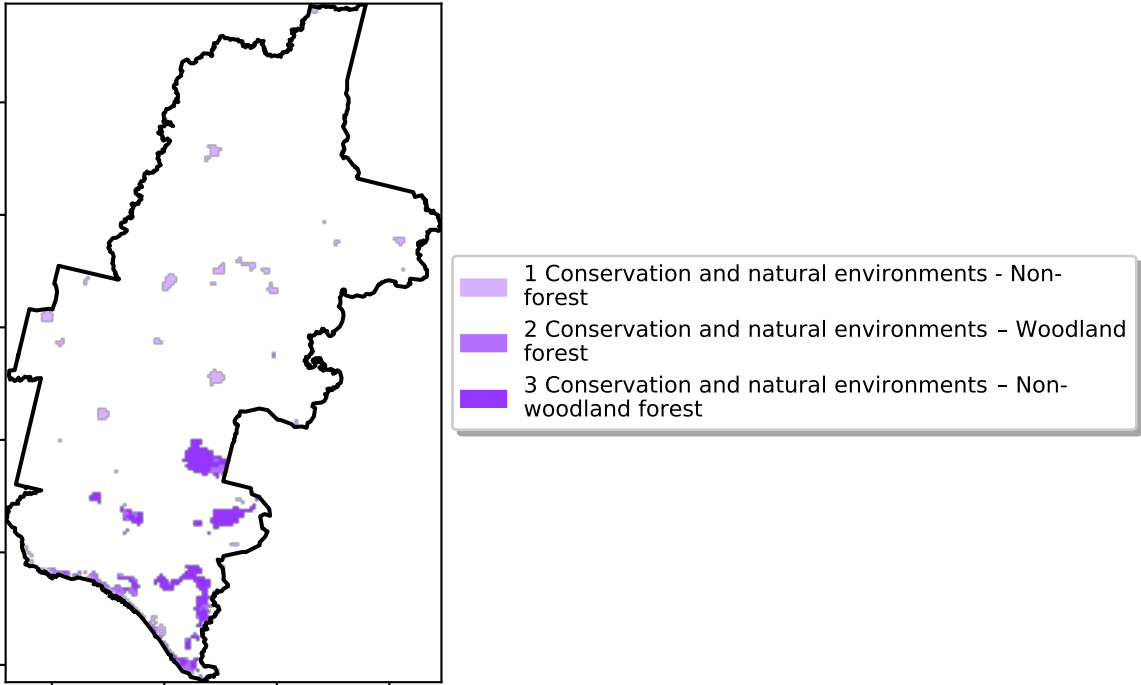 1 Conservation and natural environments - Non-
forest
2 Conservation and natural environments – Woodland
forest
3 Conservation and natural environments – Non-
woodland forest